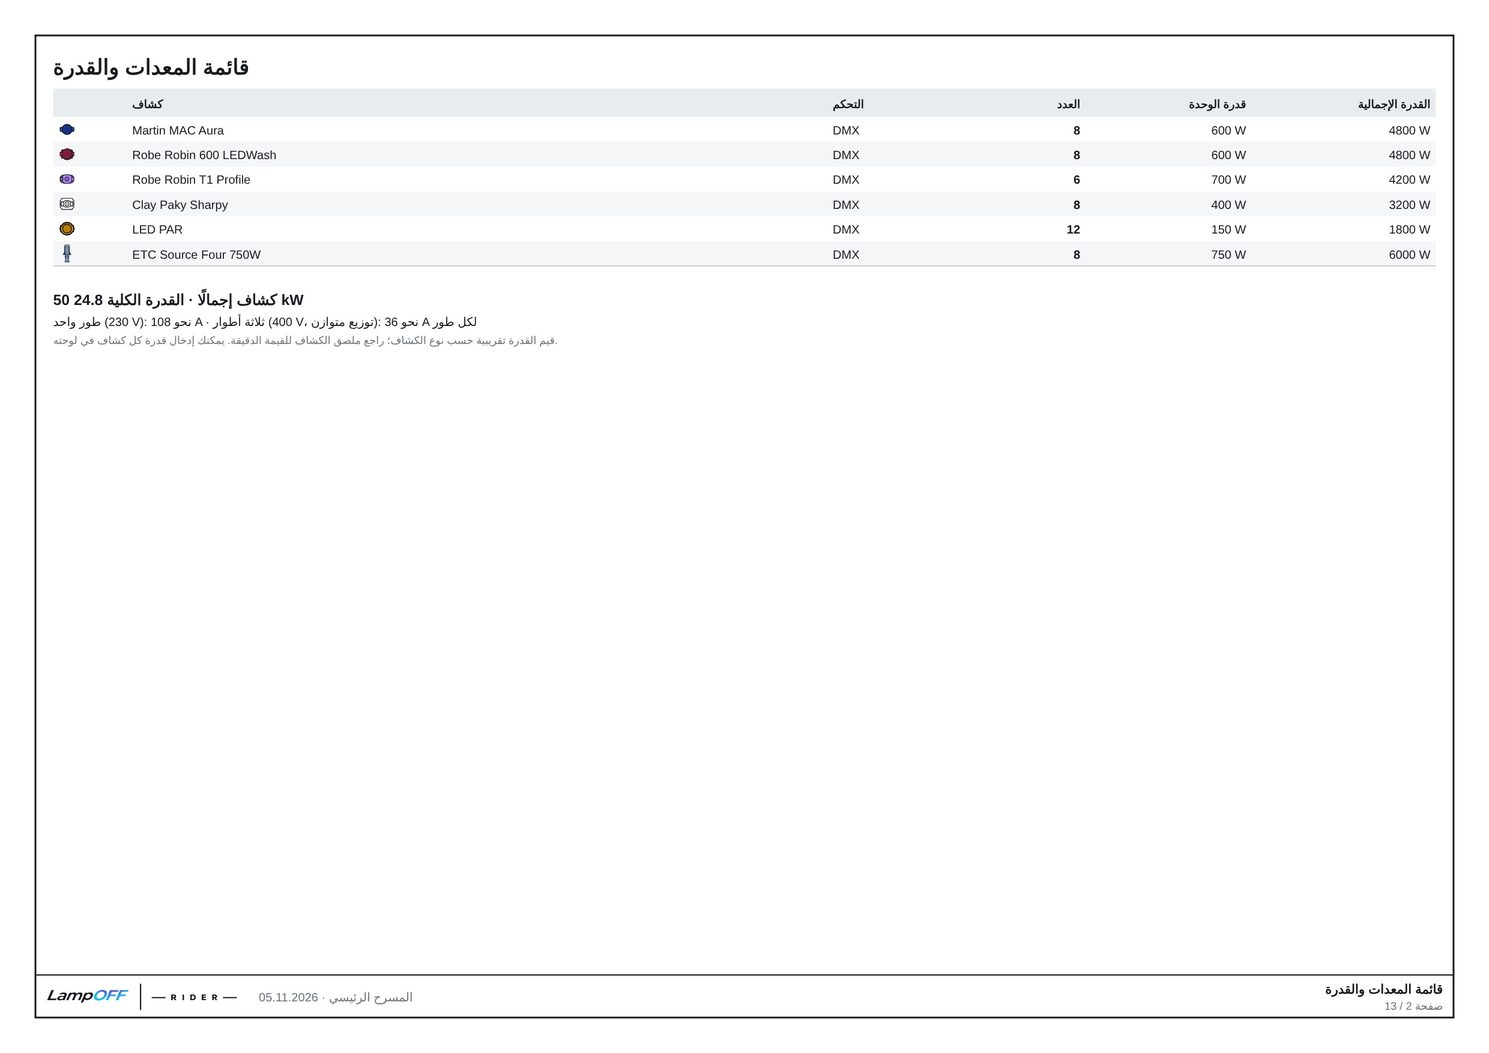 قائمة المعدات والقدرة
كشاف التحكم العدد قدرة الوحدة القدرة الإجمالية
Martin MAC Aura DMX 8 600 W 4800 W
Robe Robin 600 LEDWash DMX 8 600 W 4800 W
Robe Robin T1 Profile DMX 6 700 W 4200 W
Clay Paky Sharpy DMX 8 400 W 3200 W
LED PAR DMX 12 150 W 1800 W
ETC Source Four 750W DMX 8 750 W 6000 W
50 كشاف إجمالًا · القدرة الكلية 24.8 kW
طور واحد (230 V): نحو 108 A · ثلاثة أطوار (400 V، توزيع متوازن): نحو 36 A لكل طور
قيم القدرة تقريبية حسب نوع الكشاف؛ راجع ملصق الكشاف للقيمة الدقيقة. يمكنك إدخال قدرة كل كشاف في لوحته.
LampOFF RIDER المسرح الرئيسي · 05.11.2026
قائمة المعدات والقدرة
صفحة 2 / 13